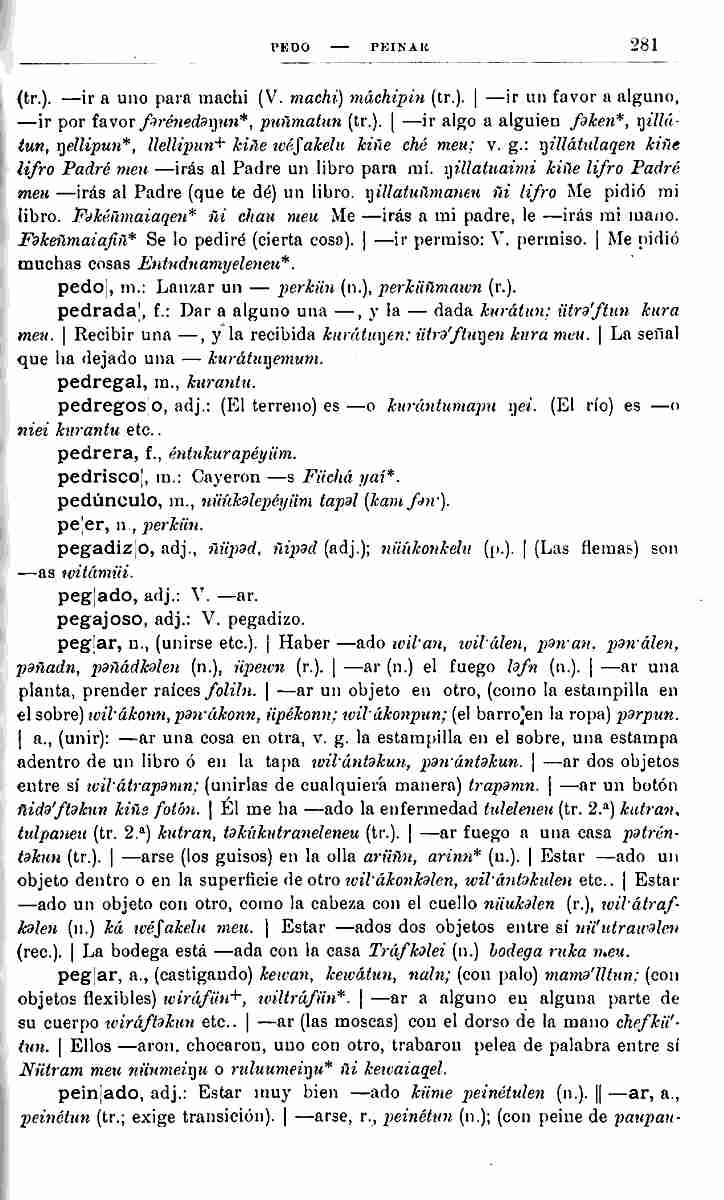 PEDO — PEINAR 281
(tr.). —ir a uno para machi (V. machi) máchipin (tr.). | —ir un favor a alguno,
—ir por favor fərénedəŋun*, puñmatun (tr.). | —ir algo a alguien fəken*, ŋillá-
tun, ŋellipun*, llellipun+ kiñe wéʃakelu kiñe ché meu; v. g.: ŋillátulaqen kiñe
lifro Padré meu —irás al Padre un libro para mí. ŋillatuaimi kiñe lifro Padré
meu —irás al Padre (que te dé) un libro. ŋillatuñmaneu ñi lifro Me pidió mi
libro. Fəkéñmaiaqen* ñi chau meu Me —irás a mi padre, le —irás mi mano.
Fəkeñmaiafiñ* Se lo pediré (cierta cosa). | —ir permiso: V. permiso. | Me pidió
muchas cosas Entudnamyeleneu*.
pedo|, m.: Lanzar un — perkün (n.), perküñmawn (r.).
pedrada|, f.: Dar a alguno una —, y la — dada kurátun; ütrə'ftun kura
meu. | Recibir una —, y la recibida kurátuŋen; ütrə'ftuŋen kura meu. | La señal
que ha dejado una — kurátuŋemum.
pedregal, m., kurantu.
pedregos|o, adj.: (El terreno) es —o kurántumapu ŋei. (El río) es —o
niei kurantu etc..
pedrera, f., éntukurapéyüm.
pedrisco|, m.: Cayeron —s Füchá yaí*.
pedúnculo, m., nüükəlepéyüm tapəl (kam fən·).
pe|er, n., perkün.
pegadiz|o, adj., ñüpəd, ñipəd (adj.); nüúkonkelu (p.). | (Las flemas) son
—as witámüi.
peg|ado, adj.: V. —ar.
pegajoso, adj.: V. pegadizo.
peg|ar, n., (unirse etc.). | Haber —ado wil·an, wil·álen, pən·an, pən·álen,
pəñadn, pəñádkəlen (n.), üpewn (r.). | —ar (n.) el fuego ləfn (n.). | —ar una
planta, prender raíces foliln. | —ar un objeto en otro, (como la estampilla en
el sobre) wil·ákonn, pən·ákonn, üpékonn; wil·ákonpun; (el barro en la ropa) pərpun.
| a., (unir): —ar una cosa en otra, v. g. la estampilla en el sobre, una estampa
adentro de un libro ó en la tapa wil·ántəkun, pən·ántəkun. | —ar dos objetos
entre sí wil·átrapəmn; (unirlas de cualquiera manera) trapəmn. | —ar un botón
ñidə'ftəkun kiñe fotón. | Él me ha —ado la enfermedad tuleleneu (tr. 2.ª) kutran,
tulpaneu (tr. 2.ª) kutran, təkúkutraneleneu (tr.). | —ar fuego a una casa pətrén-
təkun (tr.). | —arse (los guisos) en la olla arüñn, arinn* (n.). | Estar —ado un
objeto dentro o en la superficie de otro wil·ákonkəlen, wil·ántəkulen etc.. | Estar
—ado un objeto con otro, como la cabeza con el cuello nüukəlen (r.), wil·átraf-
kəlen (n.) ká wéʃakelu meu. | Estar —ados dos objetos entre sí nü'utrawəlen
(rec.). | La bodega está —ada con la casa Tráfkəlei (n.) bodega ruka meu.
peg|ar, a., (castigando) kewan, kewátun, naln; (con palo) mamə'lltun; (con
objetos flexibles) wiráfün+, wiltráfün*. | —ar a alguno en alguna parte de
su cuerpo wiráftəkun etc.. | —ar (las moscas) con el dorso de la mano chefkü'-
tun. | Ellos —aron, chocaron, uno con otro, trabaron pelea de palabra entre sí
Nütram meu nüumeiŋu o ruluumeiŋu* ñi kewaiaqel.
pein|ado, adj.: Estar muy bien —ado küme peinétulen (n.). || —ar, a.,
peinétun (tr.; exige transición). | —arse, r., peinétun (n.); (con peine de paupau-